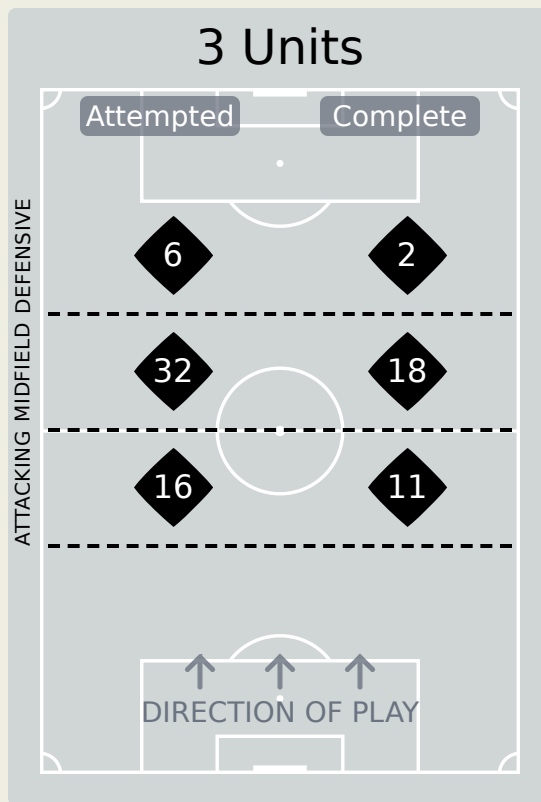 3 Units
Attempted
Complete
ATTACKING MIDFIELD DEFENSIVE
6
2
32
18
16
11
DIRECTION OF PLAY